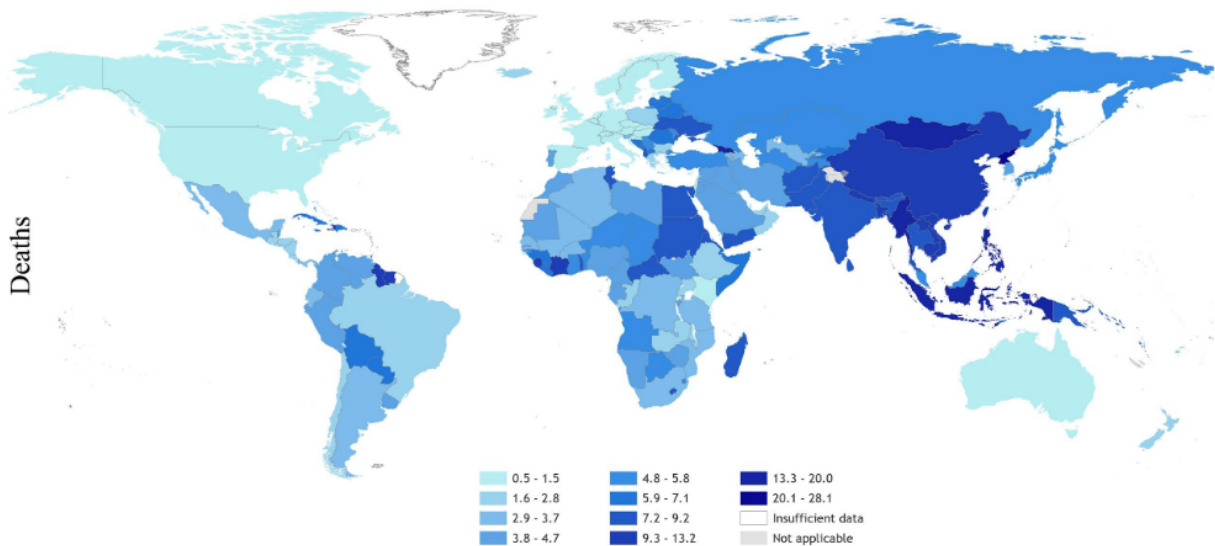 Deaths
0.5 - 1.5
1.6 - 2.8
2.9 - 3.7
3.8 - 4.7
4.8 - 5.8
5.9 - 7.1
7.2 - 9.2
9.3 - 13.2
13.3 - 20.0
20.1 - 28.1
Insufficient data
Not applicable